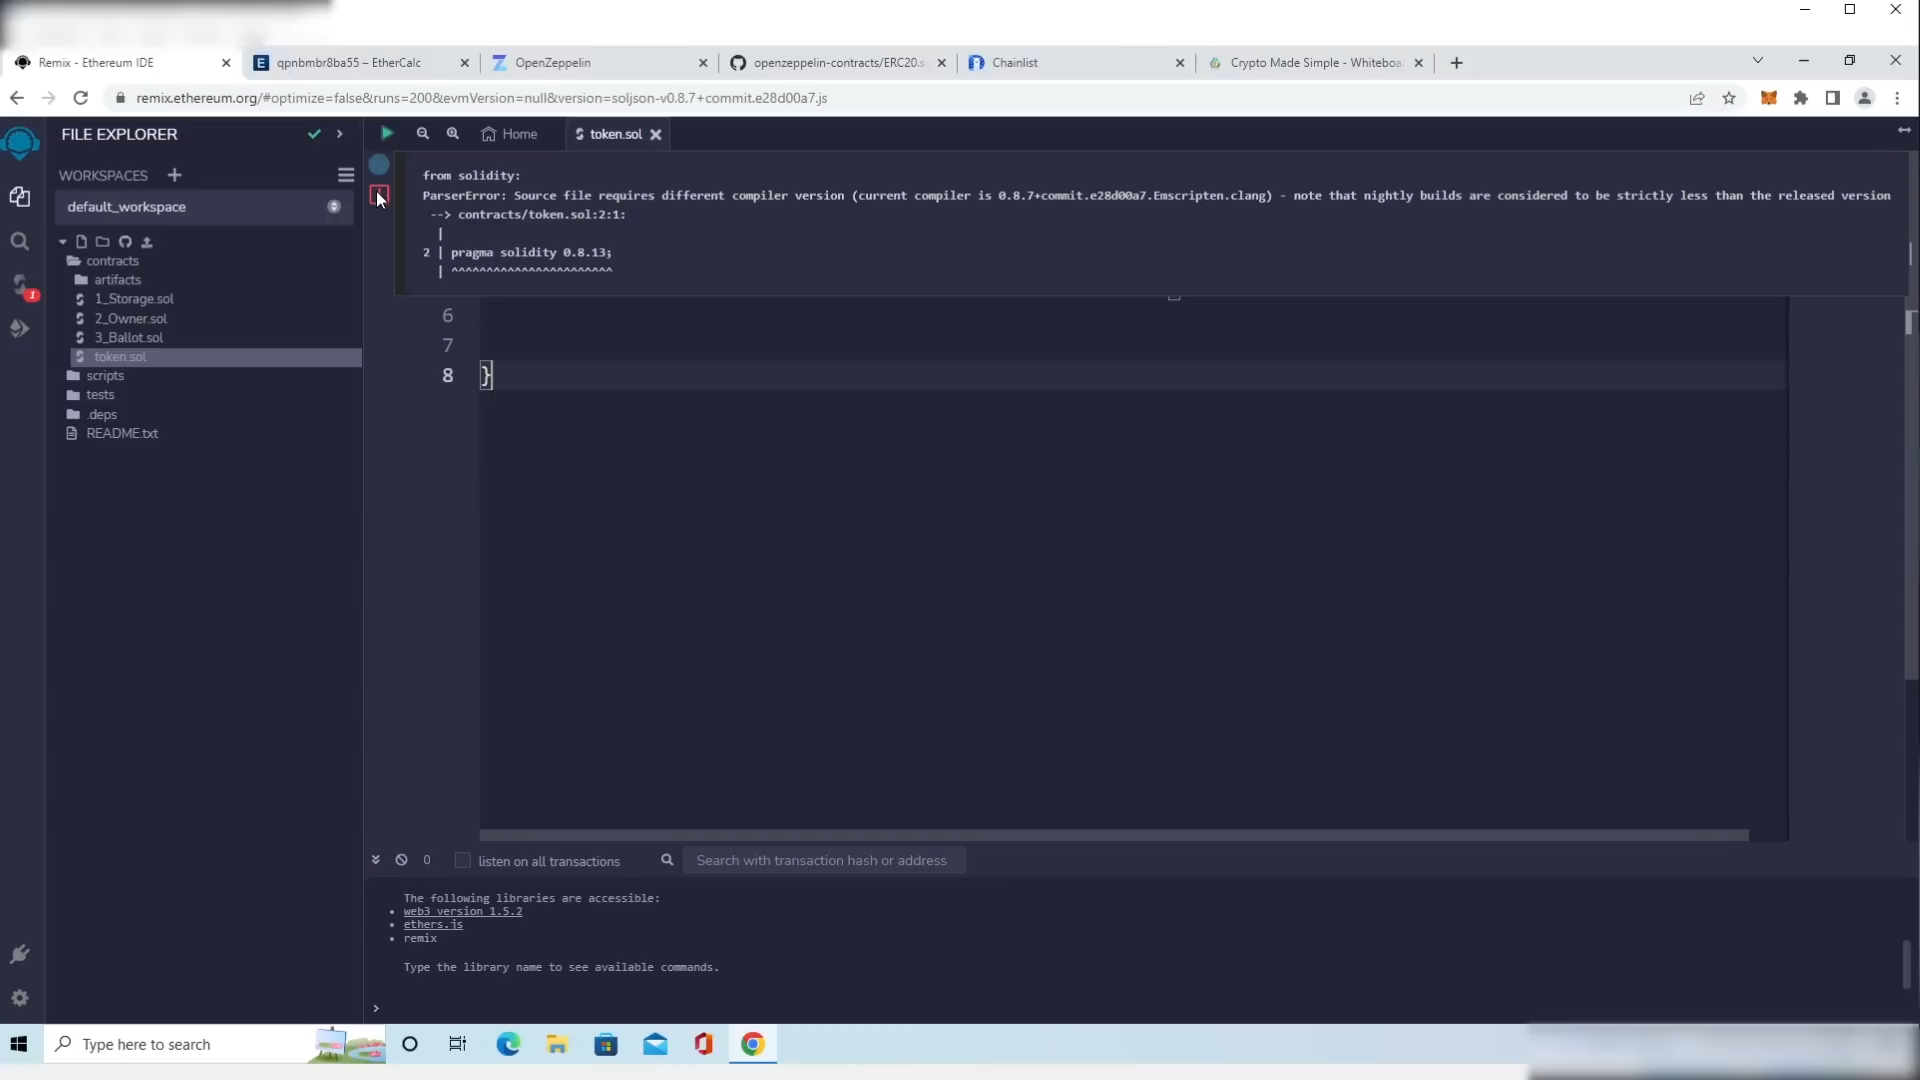 Remix - Ethereum IDE
qpnbmbr8ba55 – EtherCalc
OpenZeppelin
openzeppelin-contracts/ERC20.s
Chainlist
Crypto Made Simple - Whiteboa
remix.ethereum.org/#optimize=false&runs=200&evmVersion=null&version=soljson-v0.8.7+commit.e28d00a7.js
FILE EXPLORER
Home
token.sol
WORKSPACES
default_workspace
from solidity:
ParserError: Source file requires different compiler version (current compiler is 0.8.7+commit.e28d00a7.Emscripten.clang) - note that nightly builds are considered to be strictly less than the released version
--> contracts/token.sol:2:1:
|
2 | pragma solidity 0.8.13;
| ^^^^^^^^^^^^^^^^^^^^^^^
contracts
artifacts
1_Storage.sol
1
2_Owner.sol
3_Ballot.sol
token.sol
scripts
tests
.deps
README.txt
6
7
8 }
0
listen on all transactions
Search with transaction hash or address
The following libraries are accessible:
• web3 version 1.5.2
• ethers.js
• remix
Type the library name to see available commands.
>
Type here to search